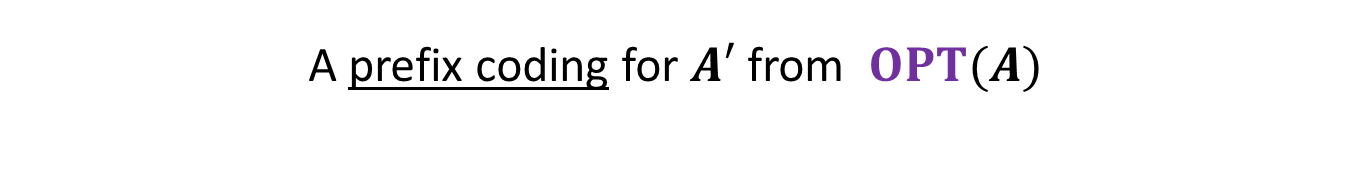 A prefix coding for A′ from OPT(A)